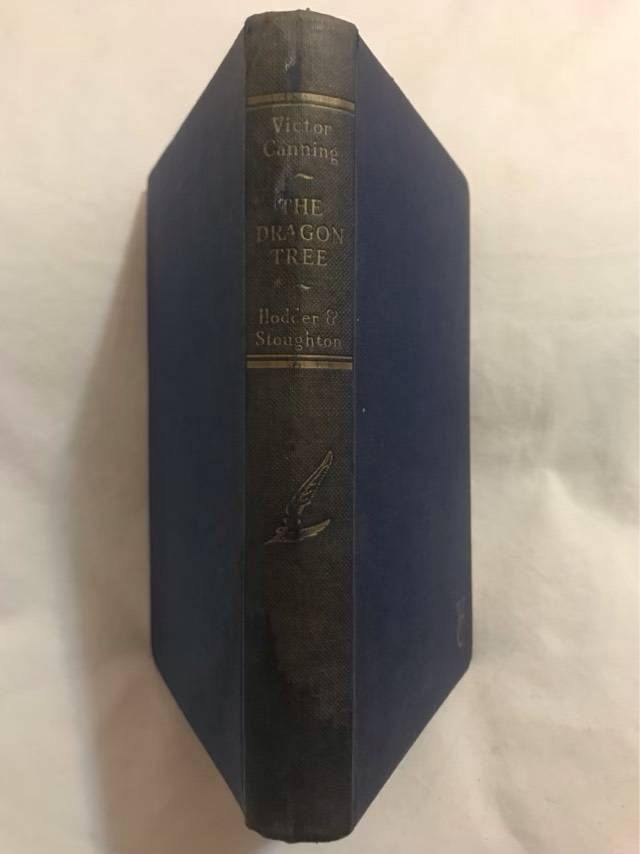 Victor
Canning
THE
DRAGON
TREE
Hodder &
Stoughton